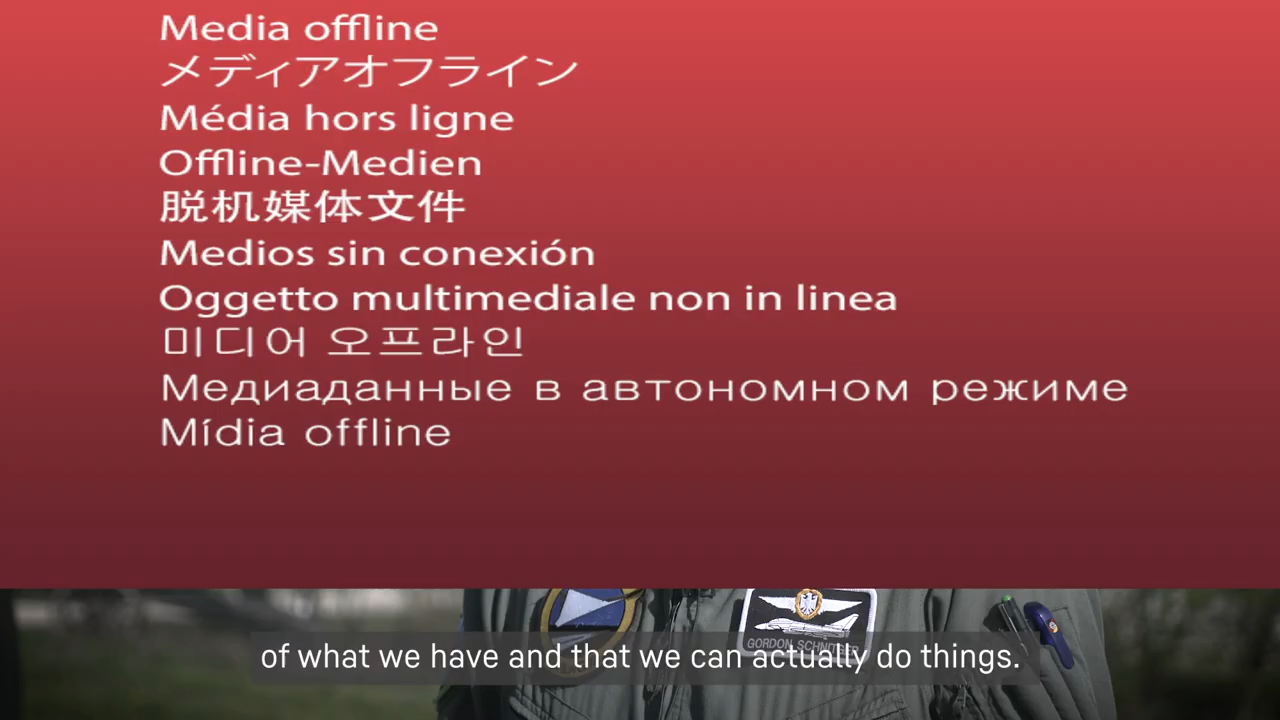 Media offline
メディアオフライン
Média hors ligne
Offline-Medien
脱机媒体文件
Medios sin conexión
Oggetto multimediale non in linea
미디어 오프라인
Медиаданные в автономном режиме
Mídia offline
GORDON
of what we have and that we can actually do things.